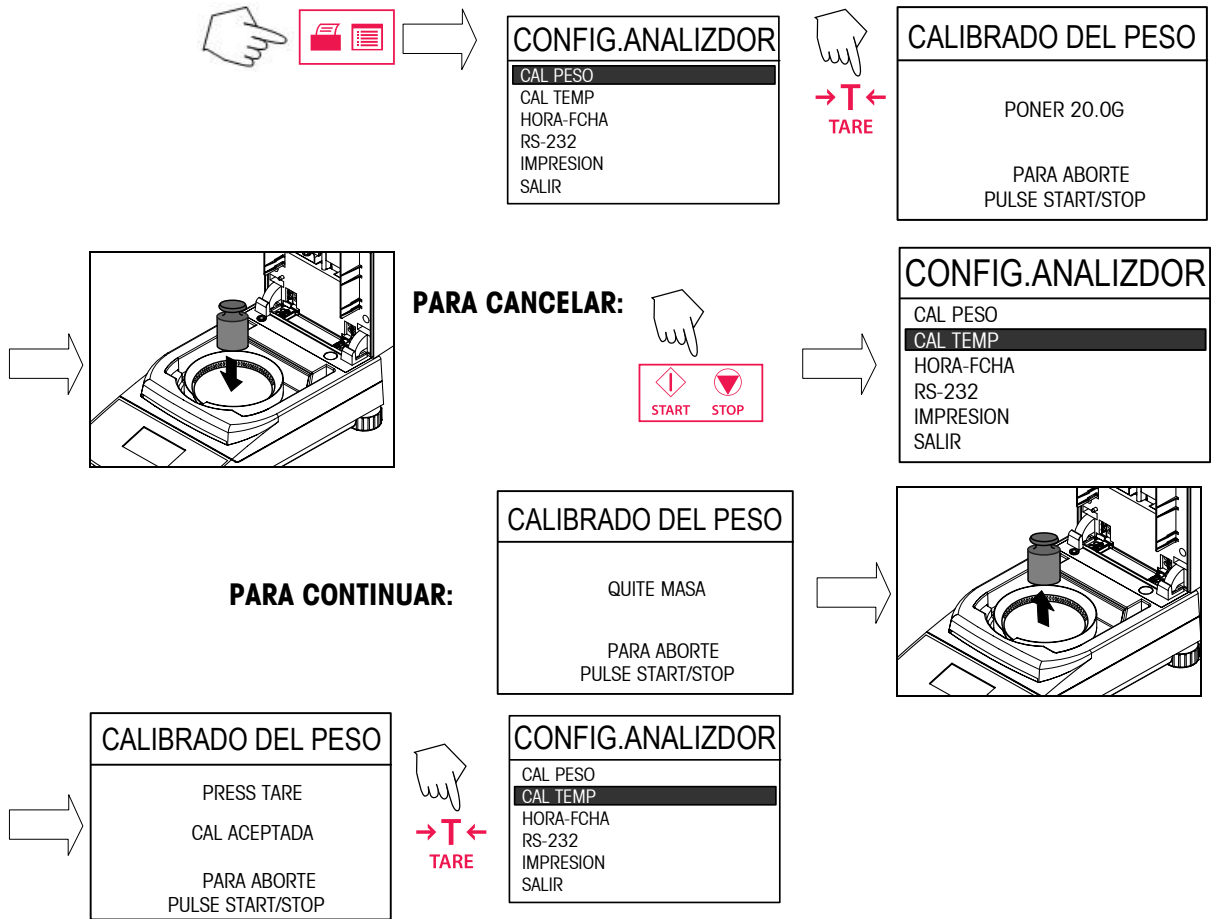 CONFIG.ANALIZDOR
CAL PESO
CAL TEMP
HORA-FCHA
RS-232
IMPRESION
SALIR
→T←
TARE
CALIBRADO DEL PESO
PONER 20.0G
PARA ABORTE
PULSE START/STOP
PARA CANCELAR:
START STOP
CONFIG.ANALIZDOR
CAL PESO
CAL TEMP
HORA-FCHA
RS-232
IMPRESION
SALIR
PARA CONTINUAR:
CALIBRADO DEL PESO
QUITE MASA
PARA ABORTE
PULSE START/STOP
CALIBRADO DEL PESO
PRESS TARE
CAL ACEPTADA
PARA ABORTE
PULSE START/STOP
→T←
TARE
CONFIG.ANALIZDOR
CAL PESO
CAL TEMP
HORA-FCHA
RS-232
IMPRESION
SALIR